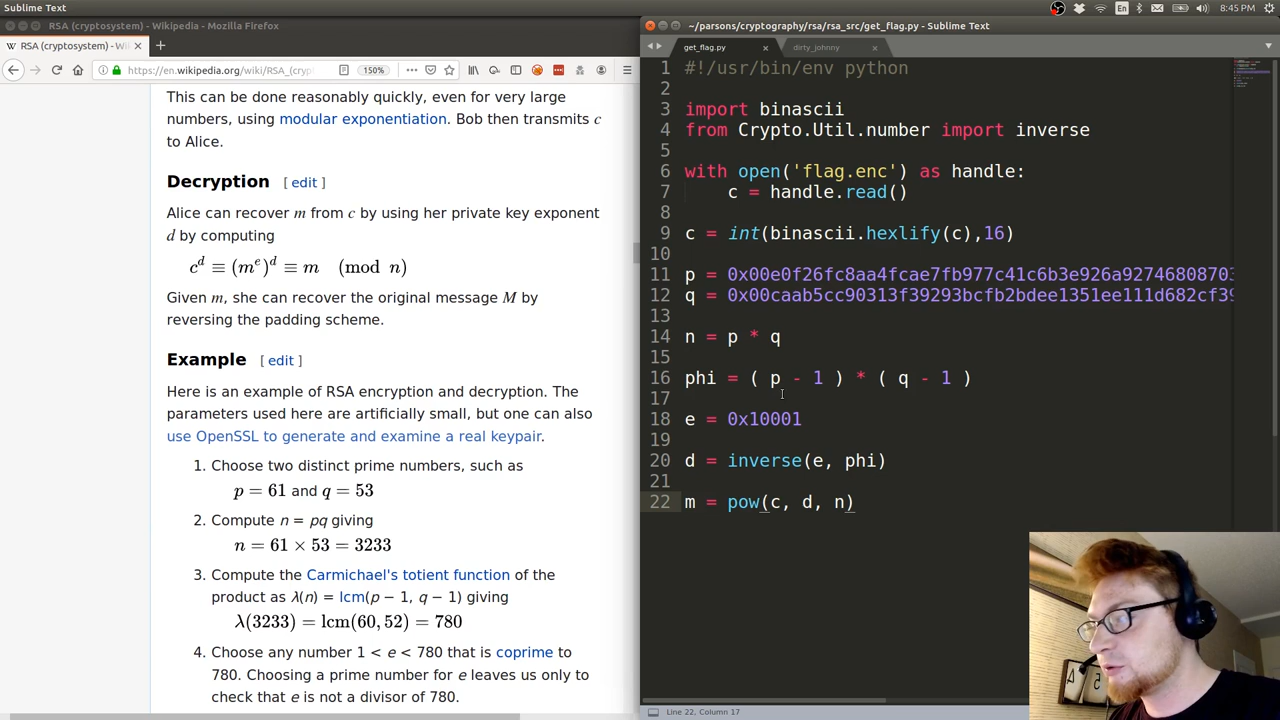 Sublime Text
En
8:45 PM
RSA (cryptosystem) - Wikipedia - Mozilla Firefox
W RSA (cryptosystem) - Wi
https://en.wikipedia.org/wiki/RSA_(crypt
150%
This can be done reasonably quickly, even for very large
numbers, using modular exponentiation. Bob then transmits c
to Alice.
Decryption [ edit ]
Alice can recover m from c by using her private key exponent
d by computing
c^d ≡ (m^e)^d ≡ m (mod n)
Given m, she can recover the original message M by
reversing the padding scheme.
Example [ edit ]
Here is an example of RSA encryption and decryption. The
parameters used here are artificially small, but one can also
use OpenSSL to generate and examine a real keypair.
1. Choose two distinct prime numbers, such as
p = 61 and q = 53
2. Compute n = pq giving
n = 61 × 53 = 3233
3. Compute the Carmichael's totient function of the
product as λ(n) = lcm(p − 1, q − 1) giving
λ(3233) = lcm(60, 52) = 780
4. Choose any number 1 < e < 780 that is coprime to
780. Choosing a prime number for e leaves us only to
check that e is not a divisor of 780.
~/parsons/cryptography/rsa/rsa_src/get_flag.py - Sublime Text
get_flag.py
dirty_johnny
1 #!/usr/bin/env python
2
3 import binascii
4 from Crypto.Util.number import inverse
5
6 with open('flag.enc') as handle:
7 c = handle.read()
8
9 c = int(binascii.hexlify(c),16)
10
11 p = 0x00e0f26fc8aa4fcae7fb977c41c6b3e926a92746808703
12 q = 0x00caab5cc90313f39293bcfb2bdee1351ee111d682cf39
13
14 n = p * q
15
16 phi = ( p - 1 ) * ( q - 1 )
17
18 e = 0x10001
19
20 d = inverse(e, phi)
21
22 m = pow(c, d, n)
Line 22, Column 17